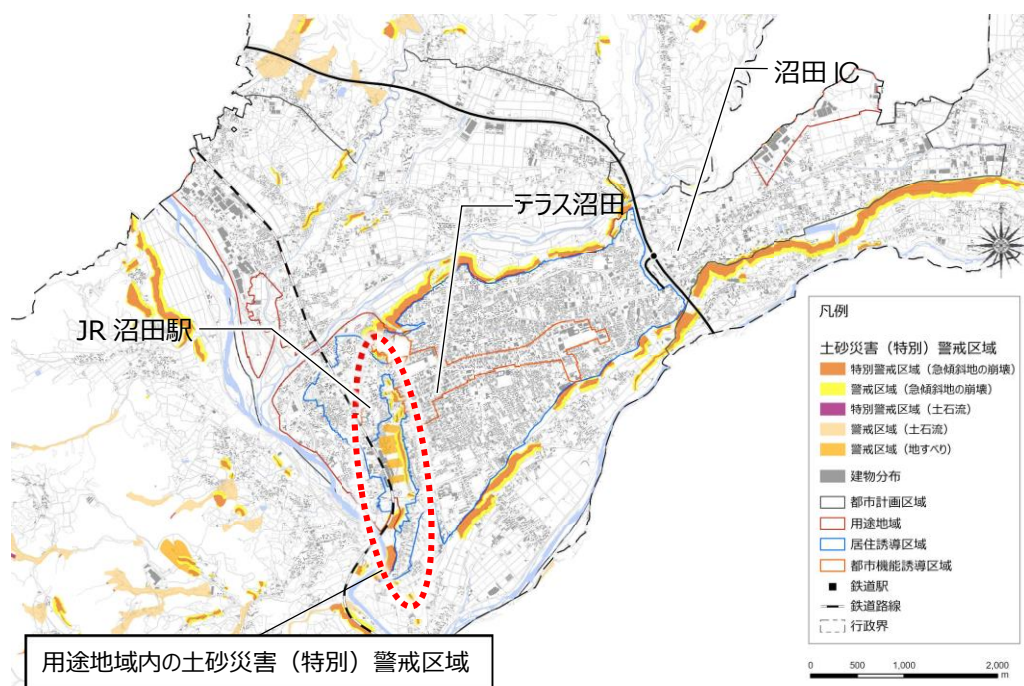 沼田 IC
テラス沼田
JR 沼田駅
用途地域内の土砂災害（特別）警戒区域
凡例
土砂災害（特別）警戒区域
特別警戒区域（急傾斜地の崩壊）
警戒区域（急傾斜地の崩壊）
特別警戒区域（土石流）
警戒区域（土石流）
警戒区域（地すべり）
建物分布
都市計画区域
用途地域
居住誘導区域
都市機能誘導区域
鉄道駅
鉄道路線
行政界
0 500 1,000 2,000
m